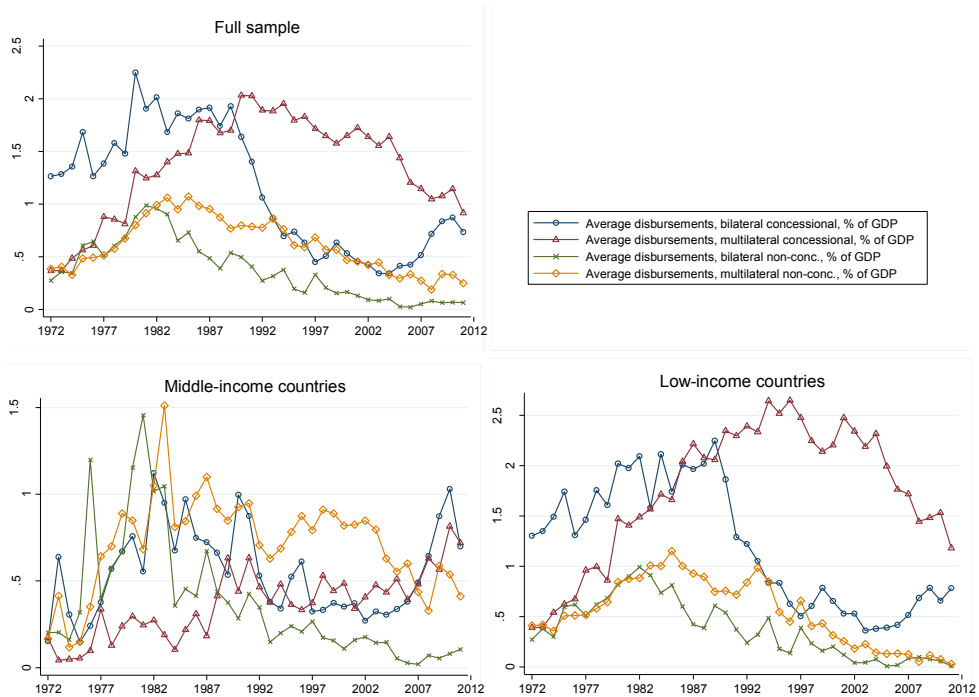 Full sample
2.5
2
1.5
1
.5
0
1972 1977 1982 1987 1992 1997 2002 2007 2012
Average disbursements, bilateral concessional, % of GDP
Average disbursements, multilateral concessional, % of GDP
Average disbursements, bilateral non-conc., % of GDP
Average disbursements, multilateral non-conc., % of GDP
Middle-income countries
1.5
1
.5
0
1972 1977 1982 1987 1992 1997 2002 2007 2012
Low-income countries
2.5
2
1.5
1
.5
0
1972 1977 1982 1987 1992 1997 2002 2007 2012